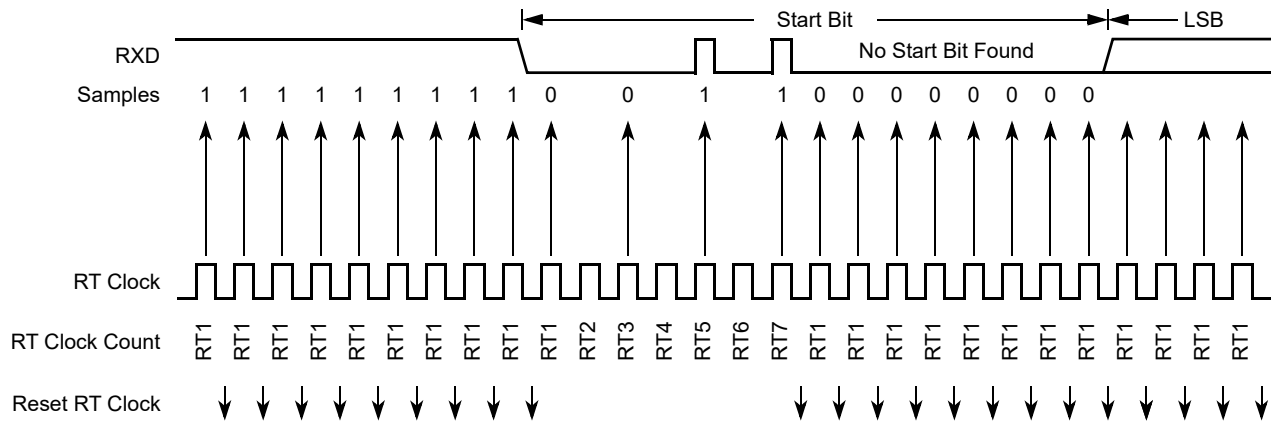 Start Bit
LSB
RXD
No Start Bit Found
Samples 1 1 1 1 1 1 1 1 1 0 0 1 1 0 0 0 0 0 0 0 0
RT Clock
RT Clock Count RT1 RT1 RT1 RT1 RT1 RT1 RT1 RT1 RT1 RT1 RT2 RT3 RT4 RT5 RT6 RT7 RT1 RT1 RT1 RT1 RT1 RT1 RT1 RT1 RT1 RT1 RT1 RT1
Reset RT Clock